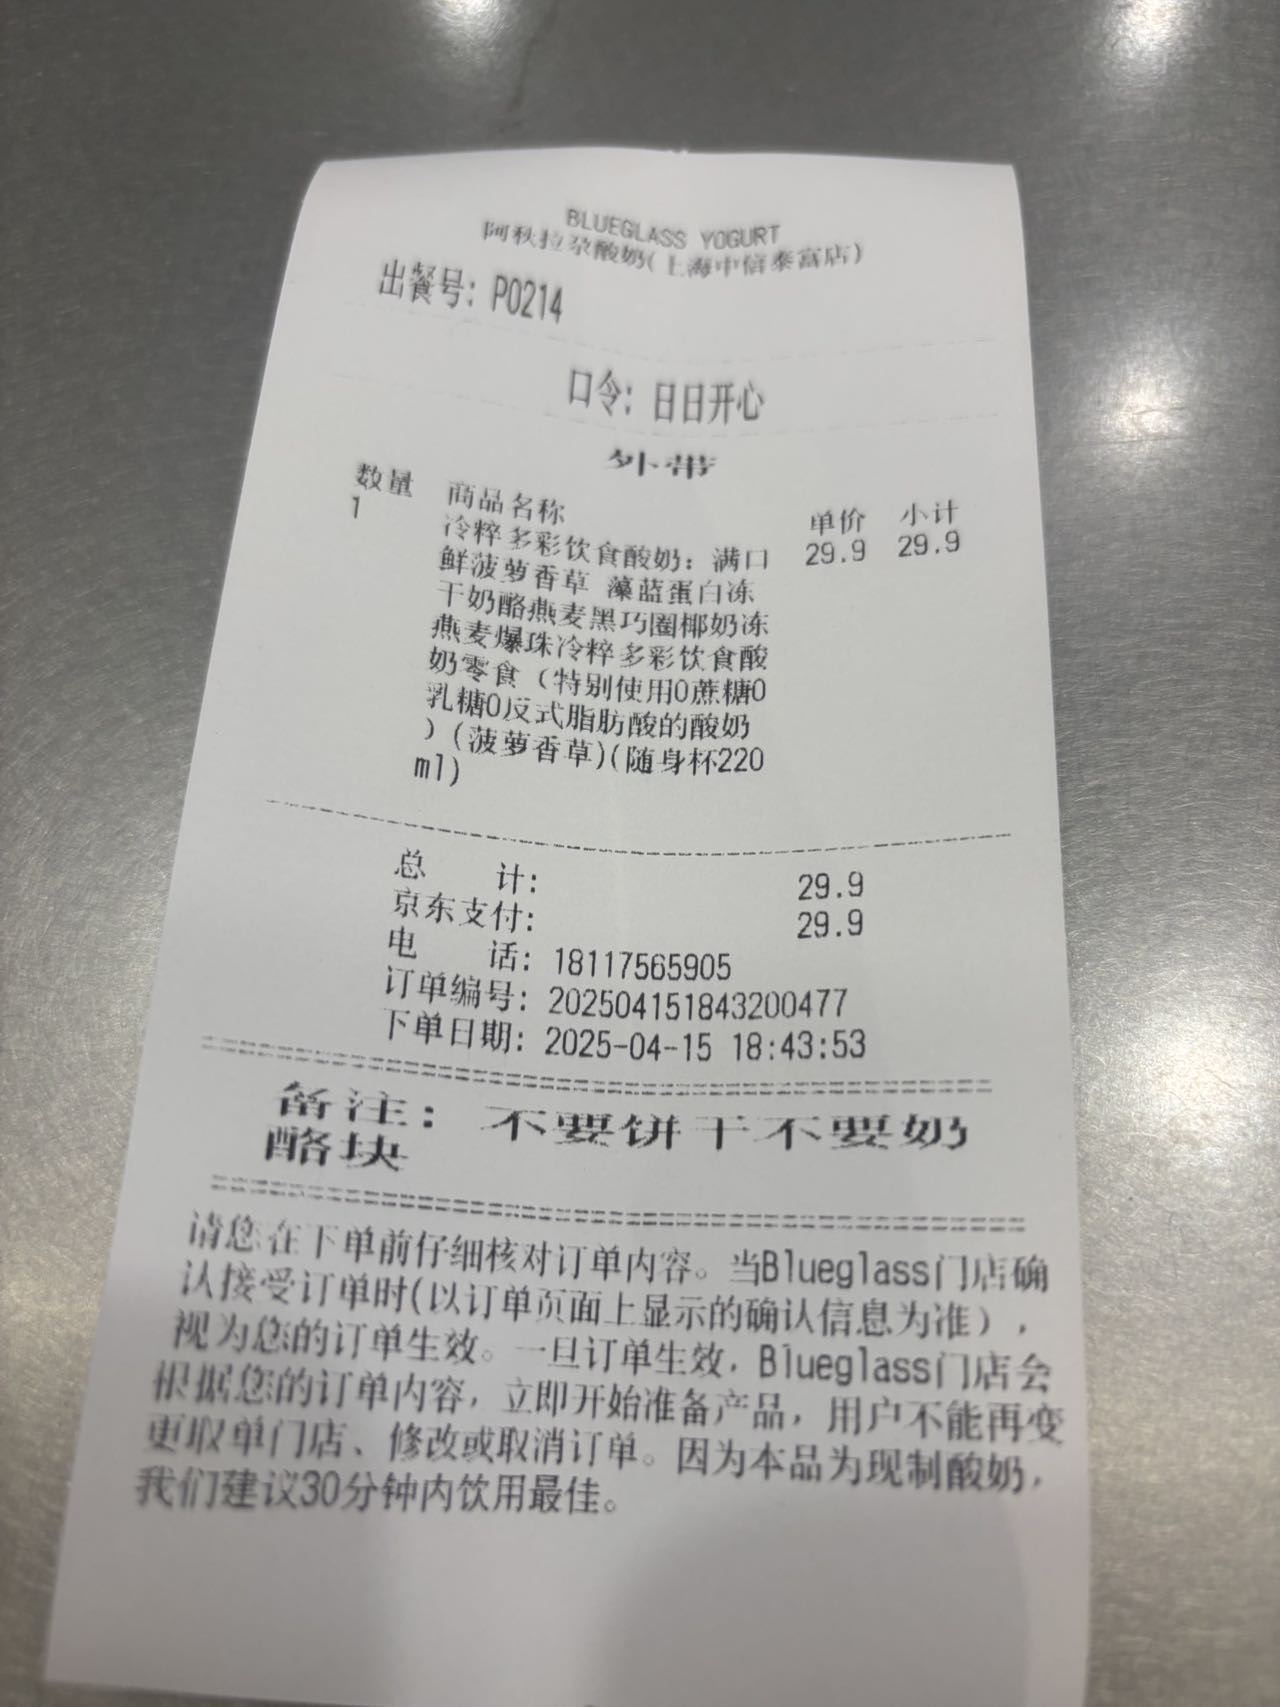 BLUEGLASS YOGURT
阿秋拉尕酸奶(上海中信泰富店)
出餐号: P0214
口令: 日日开心
外带
数量 商品名称 单价 小计
1 冷粹多彩饮食酸奶: 满口 29.9 29.9
鲜菠萝香草 藻蓝蛋白冻
干奶酪燕麦黑巧圈椰奶冻
燕麦爆珠冷粹多彩饮食酸
奶零食 (特别使用0蔗糖0
乳糖0反式脂肪酸的酸奶
)(菠萝香草)(随身杯220
ml)
总 计: 29.9
京东支付: 29.9
电 话: 18117565905
订单编号: 202504151843200477
下单日期: 2025-04-15 18:43:53
备注: 不要饼干不要奶
酪块
请您在下单前仔细核对订单内容。当Blueglass门店确
认接受订单时(以订单页面上显示的确认信息为准),
视为您的订单生效。一旦订单生效,Blueglass门店会
根据您的订单内容,立即开始准备产品,用户不能再变
更取单门店、修改或取消订单。因为本品为现制酸奶,
我们建议30分钟内饮用最佳。